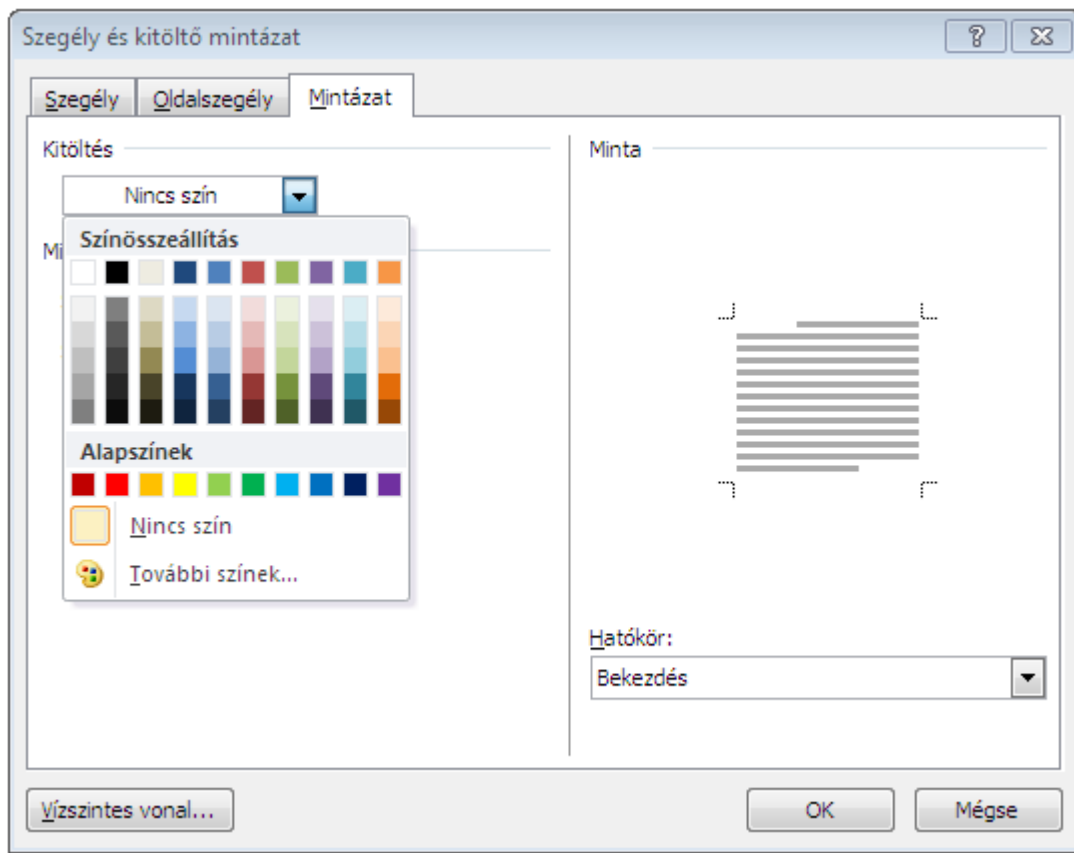 Szegély és kitöltő mintázat
Szegély
Oldalszegély
Mintázat
Kitöltés
Nincs szín
Mi
Színösszeállítás
Alapszínek
Nincs szín
További színek...
Minta
Hatókör:
Bekezdés
Vízszintes vonal...
OK
Mégse